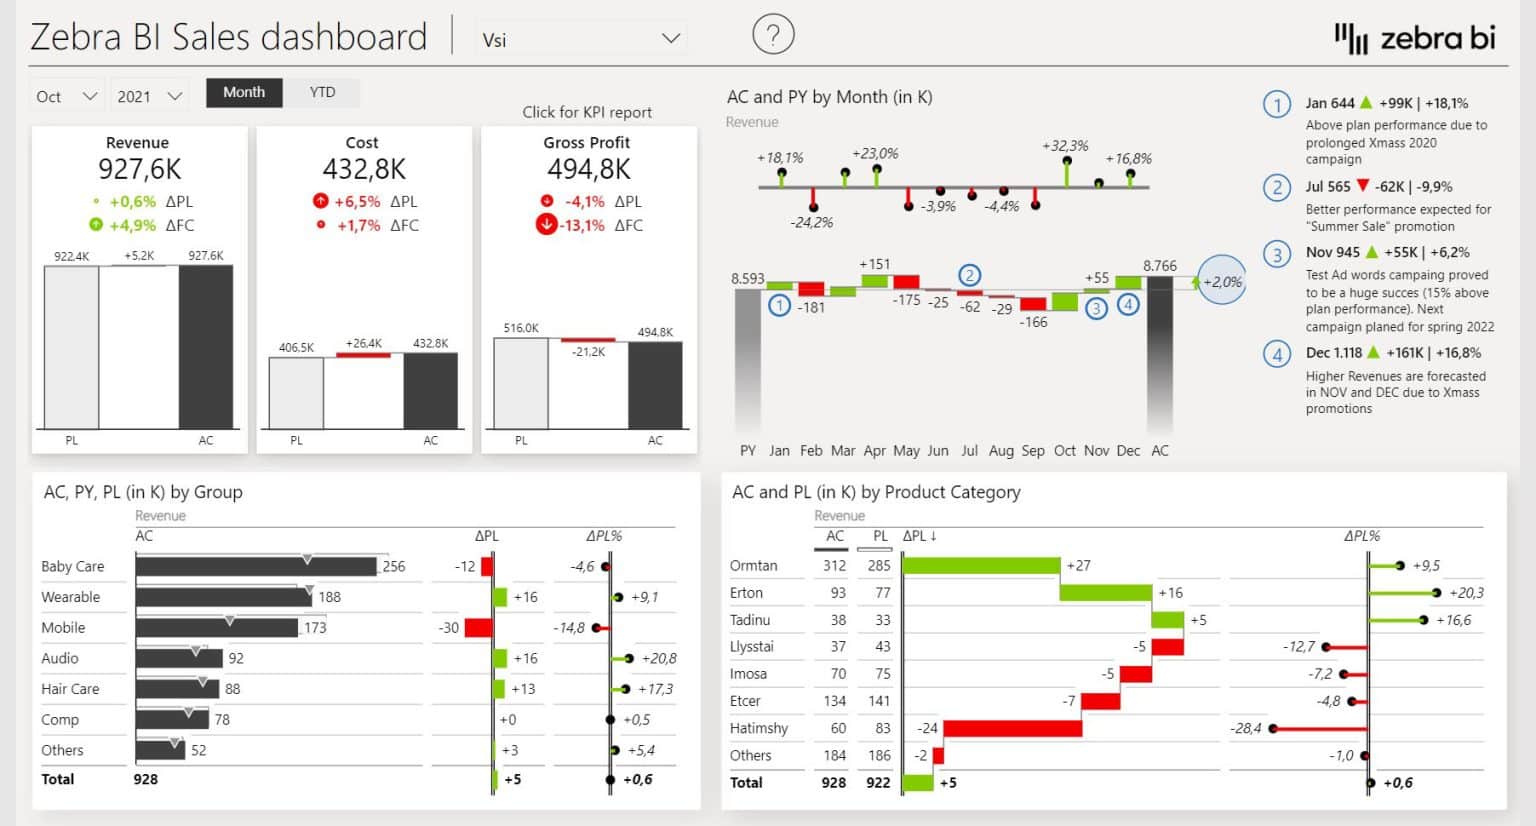 Zebra BI Sales dashboard
Vsi
?
zebra bi
Oct
2021
Month
YTD
Click for KPI report
Revenue
927,6K
+0,6% ΔPL
+4,9% ΔFC
922.4K +5.2K 927.6K
PL AC
Cost
432,8K
+6,5% ΔPL
+1,7% ΔFC
406.5K +26,4K 432.8K
PL AC
Gross Profit
494,8K
-4,1% ΔPL
-13,1% ΔFC
516.0K -21,2K 494.8K
PL AC
AC and PY by Month (in K)
Revenue
+18,1% -24,2% +23,0% -3,9% -4,4% +32,3% +16,8%
8.593 1 -181 +151 -175 -25 2 -62 -29 -166 +55 3 4 8.766 +2,0%
PY Jan Feb Mar Apr May Jun Jul Aug Sep Oct Nov Dec AC
1 Jan 644 +99K | +18,1%
Above plan performance due to
prolonged Xmass 2020
campaign
2 Jul 565 -62K | -9,9%
Better performance expected for
"Summer Sale" promotion
3 Nov 945 +55K | +6,2%
Test Ad words campaing proved
to be a huge succes (15% above
plan performance). Next
campaign planed for spring 2022
4 Dec 1.118 +161K | +16,8%
Higher Revenues are forecasted
in NOV and DEC due to Xmass
promotions
AC, PY, PL (in K) by Group
Revenue
AC ΔPL ΔPL%
Baby Care 256 -12 -4,6
Wearable 188 +16 +9,1
Mobile 173 -30 -14,8
Audio 92 +16 +20,8
Hair Care 88 +13 +17,3
Comp 78 +0 +0,5
Others 52 +3 +5,4
Total 928 +5 +0,6
AC and PL (in K) by Product Category
Revenue
AC PL ΔPL ↓ ΔPL%
Ormtan 312 285 +27 +9,5
Erton 93 77 +16 +20,3
Tadinu 38 33 +5 +16,6
Llysstai 37 43 -5 -12,7
Imosa 70 75 -5 -7,2
Etcer 134 141 -7 -4,8
Hatimshy 60 83 -24 -28,4
Others 184 186 -2 -1,0
Total 928 922 +5 +0,6